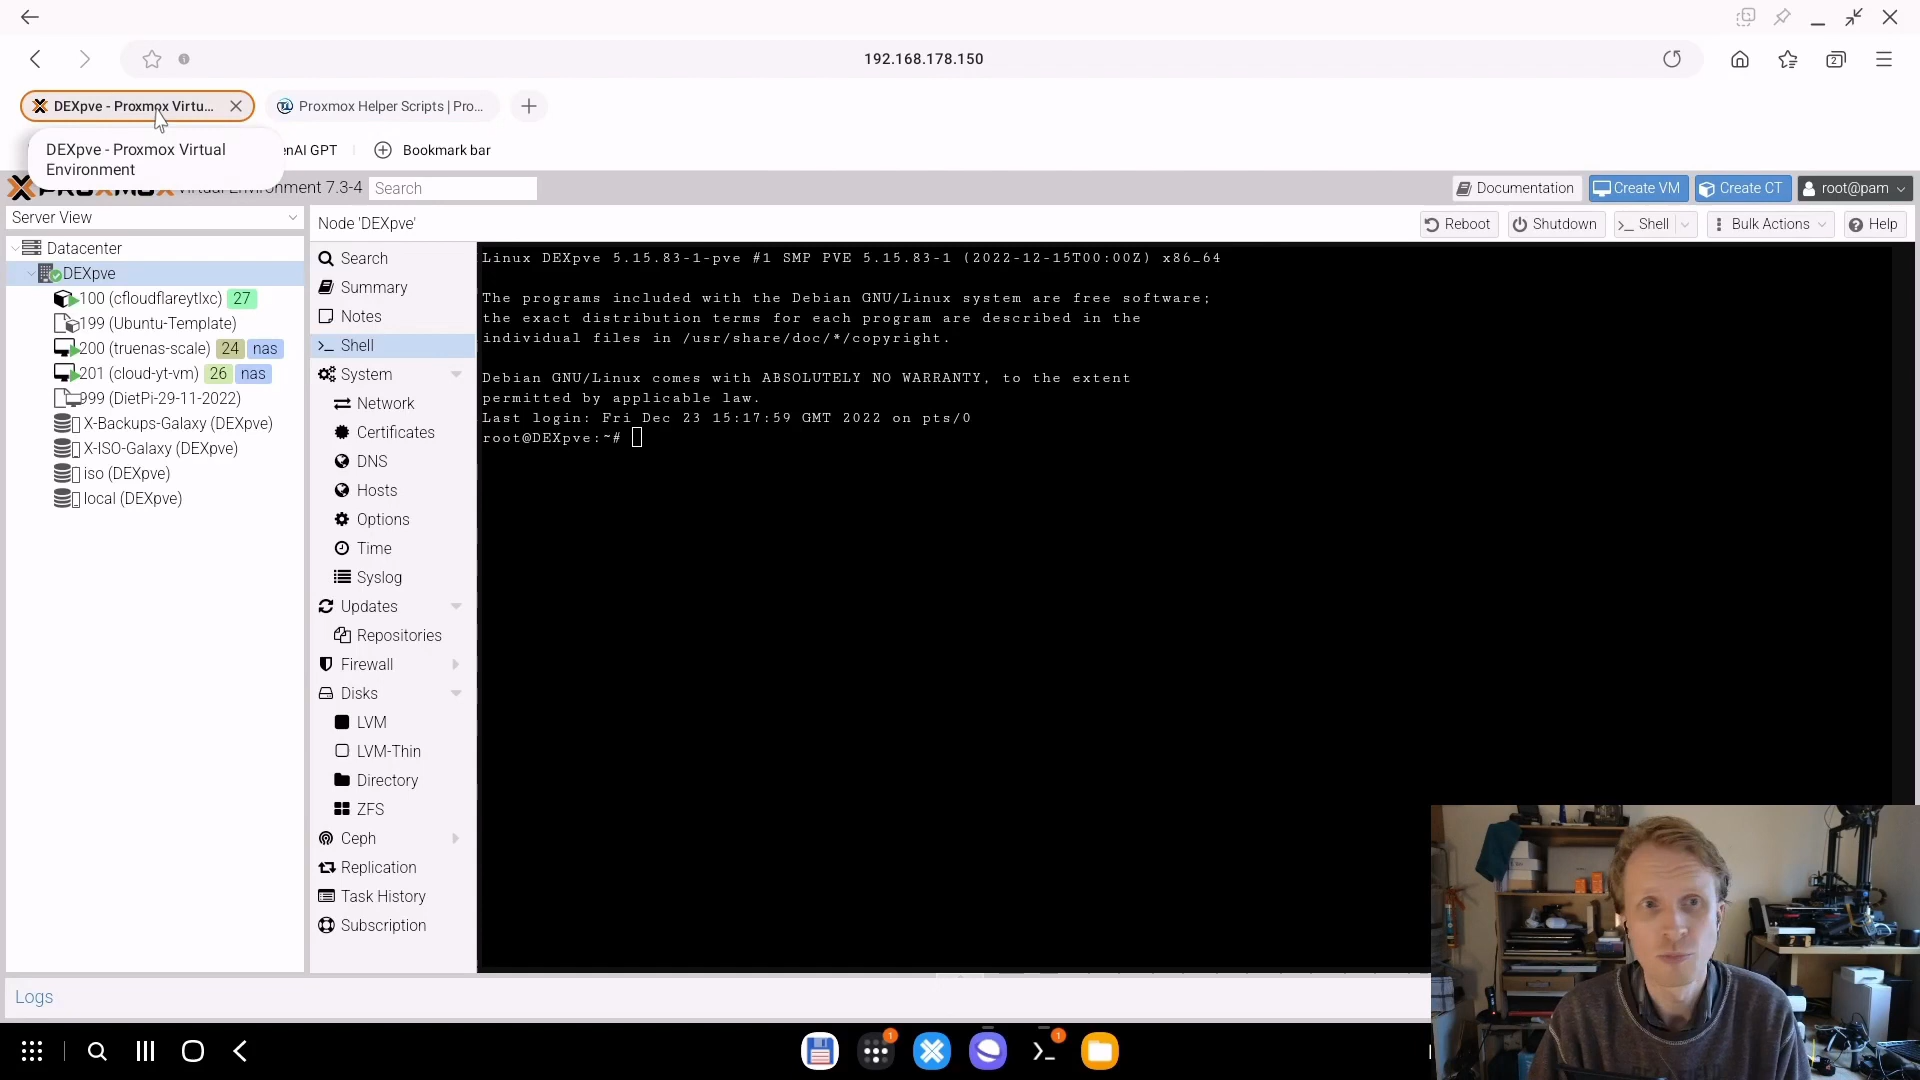 192.168.178.150
2
DEXpve - Proxmox Virtu...
Proxmox Helper Scripts | Pro...
DEXpve - Proxmox Virtual
Environment
enAI GPT
Bookmark bar
Virtual Environment 7.3-4
Search
Documentation
Create VM
Create CT
root@pam
Server View
Node 'DEXpve'
Reboot
Shutdown
Shell
Bulk Actions
Help
Datacenter
DEXpve
100 (cfloudflareytlxc) 27
199 (Ubuntu-Template)
200 (truenas-scale) 24 nas
201 (cloud-yt-vm) 26 nas
999 (DietPi-29-11-2022)
X-Backups-Galaxy (DEXpve)
X-ISO-Galaxy (DEXpve)
iso (DEXpve)
local (DEXpve)
Search
Summary
Notes
Shell
System
Network
Certificates
DNS
Hosts
Options
Time
Syslog
Updates
Repositories
Firewall
Disks
LVM
LVM-Thin
Directory
ZFS
Ceph
Replication
Task History
Subscription
Linux DEXpve 5.15.83-1-pve #1 SMP PVE 5.15.83-1 (2022-12-15T00:00Z) x86_64
The programs included with the Debian GNU/Linux system are free software;
the exact distribution terms for each program are described in the
individual files in /usr/share/doc/*/copyright.
Debian GNU/Linux comes with ABSOLUTELY NO WARRANTY, to the extent
permitted by applicable law.
Last login: Fri Dec 23 15:17:59 GMT 2022 on pts/0
root@DEXpve:~#
Logs
1
1